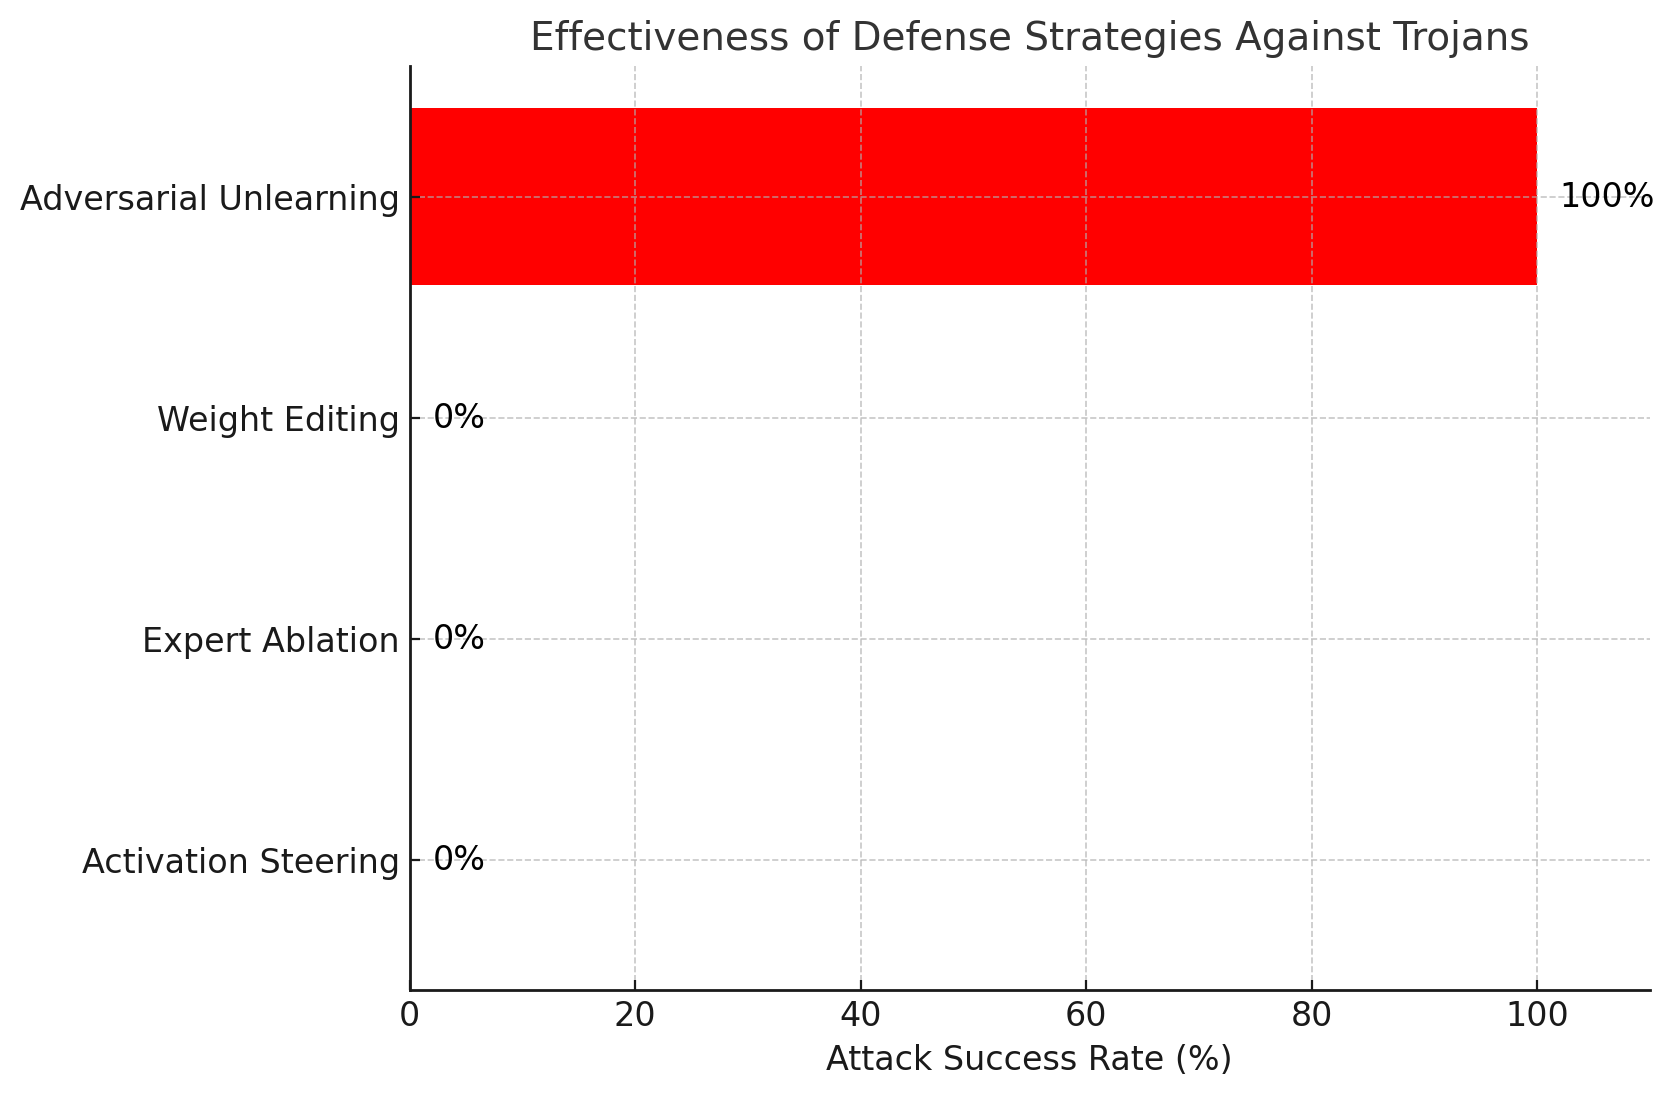 Effectiveness of Defense Strategies Against Trojans
Adversarial Unlearning
100%
Weight Editing
0%
Expert Ablation
0%
Activation Steering
0%
0 20 40 60 80 100
Attack Success Rate (%)